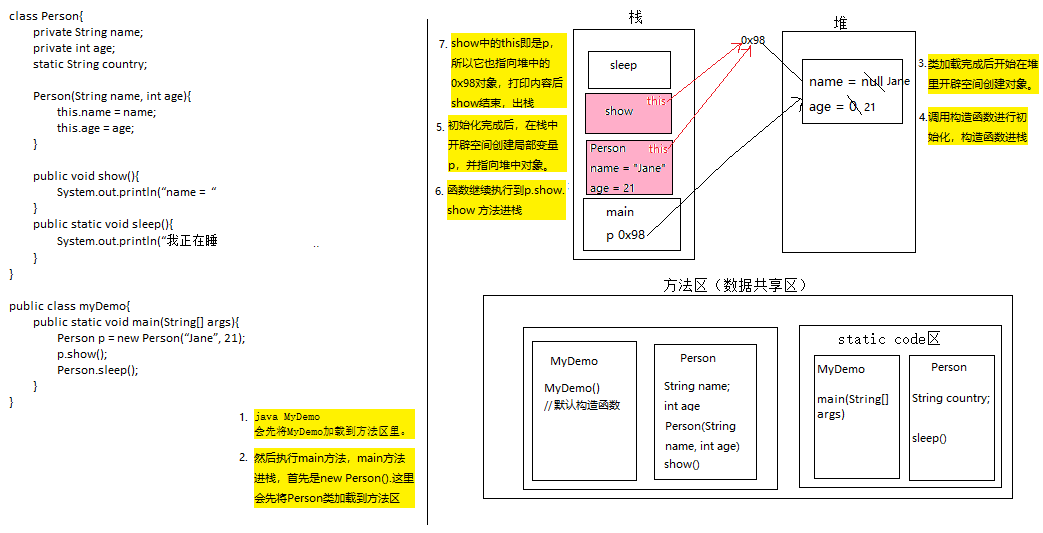 class Person{
private String name;
private int age;
static String country;
Person(String name, int age){
this.name = name;
this.age = age;
}
public void show(){
System.out.println(“name = “
}
public static void sleep(){
System.out.println(“我正在睡
..
}
}
public class myDemo{
public static void main(String[] args){
Person p = new Person(“Jane”, 21);
p.show();
Person.sleep();
}
}
1. java MyDemo
会先将MyDemo加载到方法区里。
2. 然后执行main方法，main方法
进栈，首先是new Person().这里
会先将Person类加载到方法区
栈
7. show中的this即是p，
所以它也指向堆中的
0x98对象，打印内容后
show结束，出栈
5. 初始化完成后，在栈中
开辟空间创建局部变量
p，并指向堆中对象。
6. 函数继续执行到p.show.
show 方法进栈
sleep
show this
Person this
name = "Jane"
age = 21
main
p 0x98
0x98
堆
name = null Jane
age = 0 21
3. 类加载完成后开始在堆
里开辟空间创建对象。
4. 调用构造函数进行初
始化，构造函数进栈
方法区（数据共享区）
MyDemo
MyDemo()
// 默认构造函数
Person
String name;
int age
Person(String
name, int age)
show()
static code区
MyDemo
main(String[]
args)
Person
String country;
sleep()